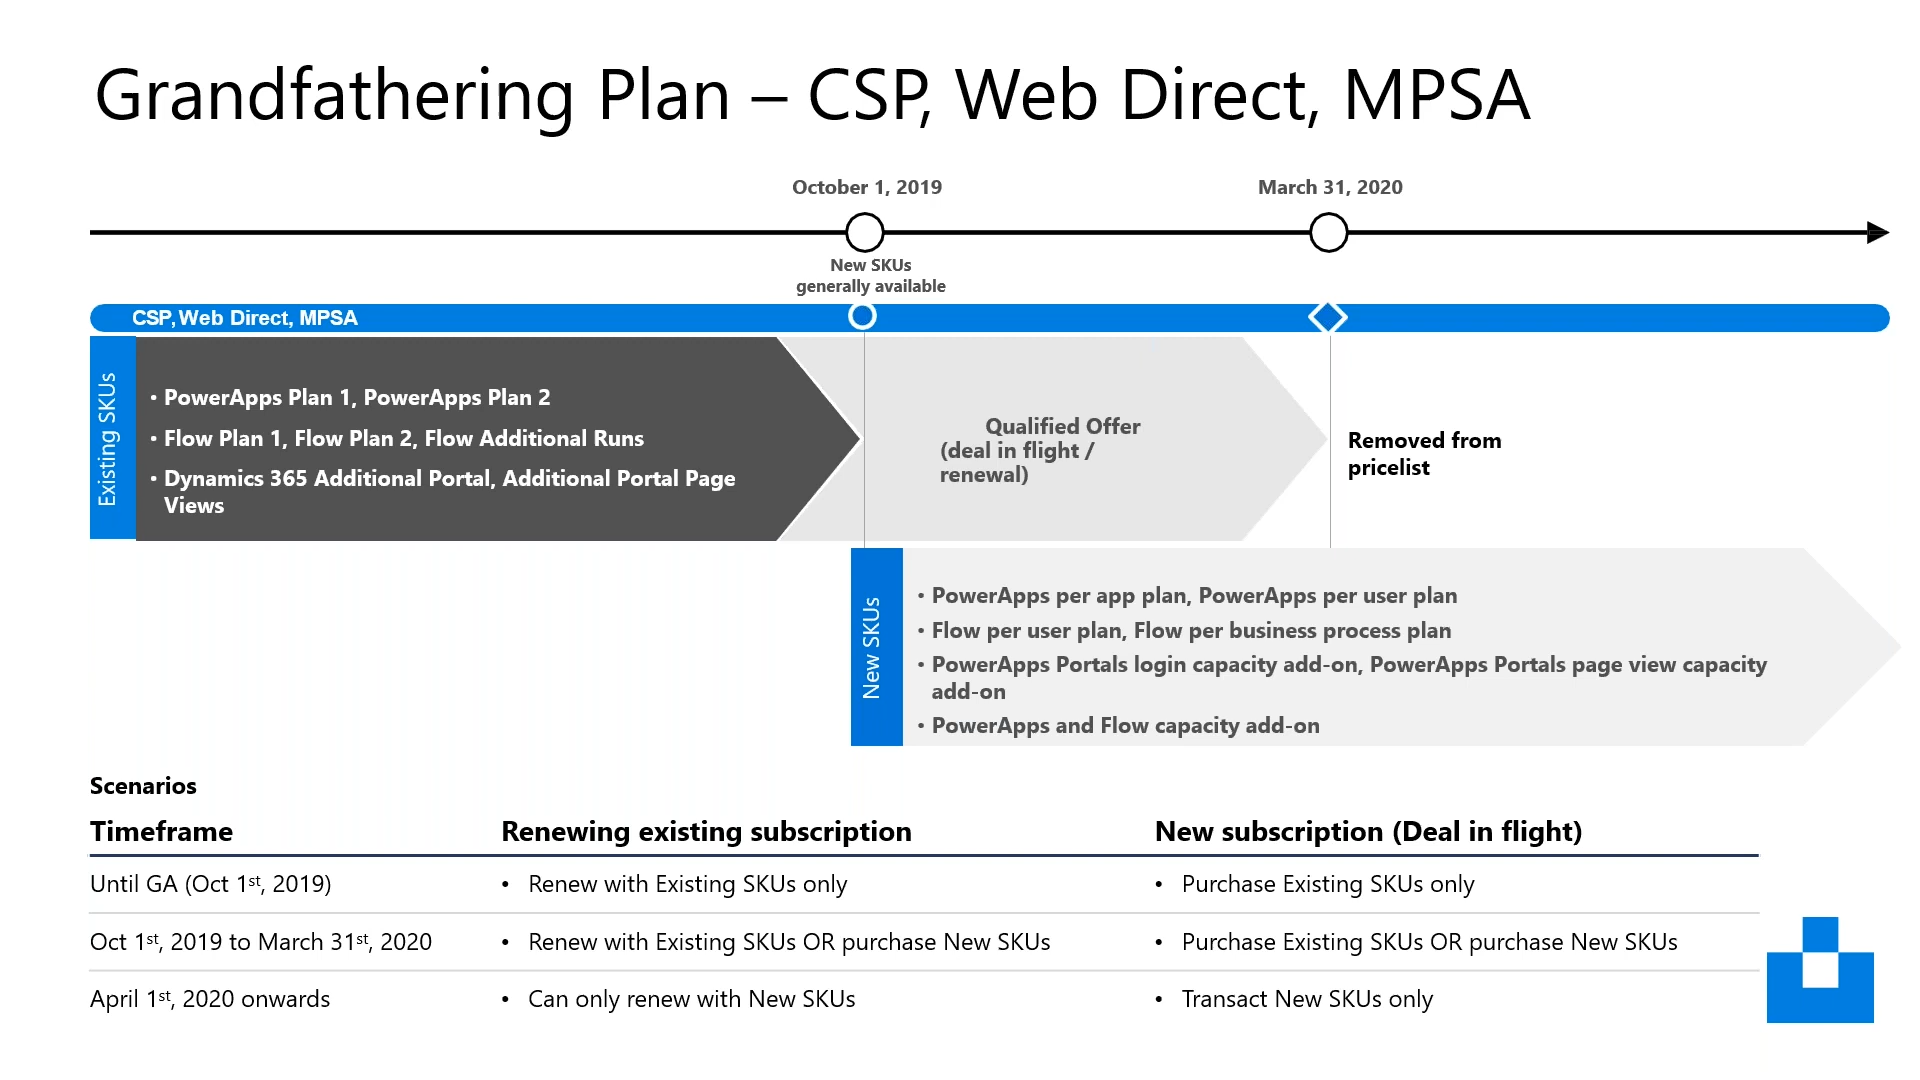 Grandfathering Plan – CSP, Web Direct, MPSA
October 1, 2019
March 31, 2020
New SKUs
generally available
CSP, Web Direct, MPSA
Existing SKUs
• PowerApps Plan 1, PowerApps Plan 2
• Flow Plan 1, Flow Plan 2, Flow Additional Runs
• Dynamics 365 Additional Portal, Additional Portal Page
Views
Qualified Offer
(deal in flight /
renewal)
Removed from
pricelist
New SKUs
• PowerApps per app plan, PowerApps per user plan
• Flow per user plan, Flow per business process plan
• PowerApps Portals login capacity add-on, PowerApps Portals page view capacity
add-on
• PowerApps and Flow capacity add-on
Scenarios
Timeframe Renewing existing subscription New subscription (Deal in flight)
Until GA (Oct 1st, 2019) • Renew with Existing SKUs only • Purchase Existing SKUs only
Oct 1st, 2019 to March 31st, 2020 • Renew with Existing SKUs OR purchase New SKUs • Purchase Existing SKUs OR purchase New SKUs
April 1st, 2020 onwards • Can only renew with New SKUs • Transact New SKUs only